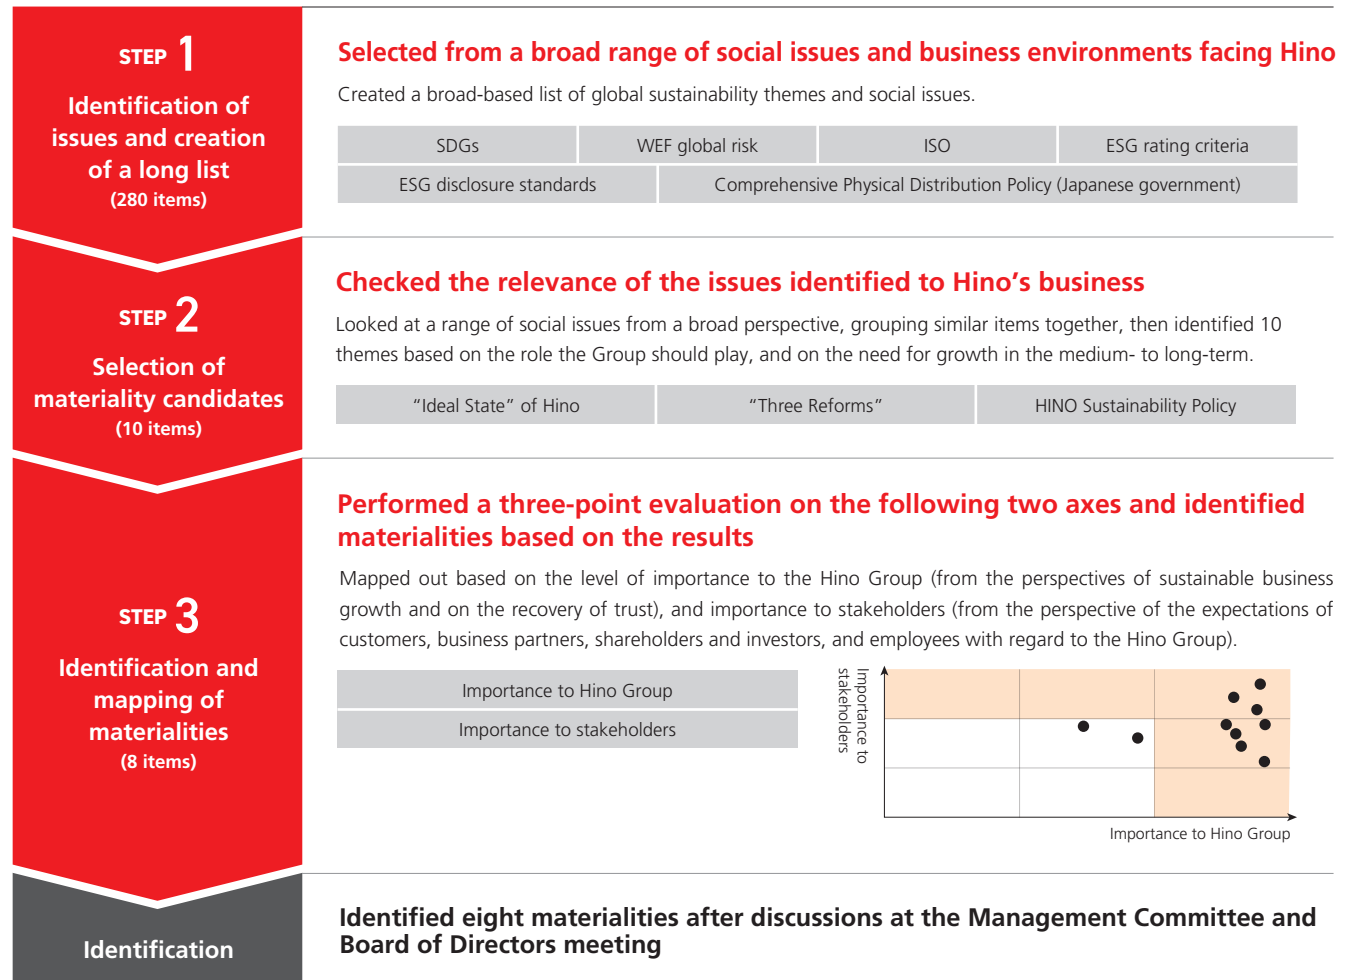 STEP 1
Identification of
issues and creation
of a long list
(280 items)
Selected from a broad range of social issues and business environments facing Hino
Created a broad-based list of global sustainability themes and social issues.
SDGs
WEF global risk
ISO
ESG rating criteria
ESG disclosure standards
Comprehensive Physical Distribution Policy (Japanese government)
STEP 2
Selection of
materiality candidates
(10 items)
Checked the relevance of the issues identified to Hino’s business
Looked at a range of social issues from a broad perspective, grouping similar items together, then identified 10
themes based on the role the Group should play, and on the need for growth in the medium- to long-term.
“Ideal State” of Hino
“Three Reforms”
HINO Sustainability Policy
STEP 3
Identification and
mapping of
materialities
(8 items)
Performed a three-point evaluation on the following two axes and identified
materialities based on the results
Mapped out based on the level of importance to the Hino Group (from the perspectives of sustainable business
growth and on the recovery of trust), and importance to stakeholders (from the perspective of the expectations of
customers, business partners, shareholders and investors, and employees with regard to the Hino Group).
Importance to Hino Group
Importance to stakeholders
Importance to
stakeholders
Importance to Hino Group
Identification
Identified eight materialities after discussions at the Management Committee and
Board of Directors meeting